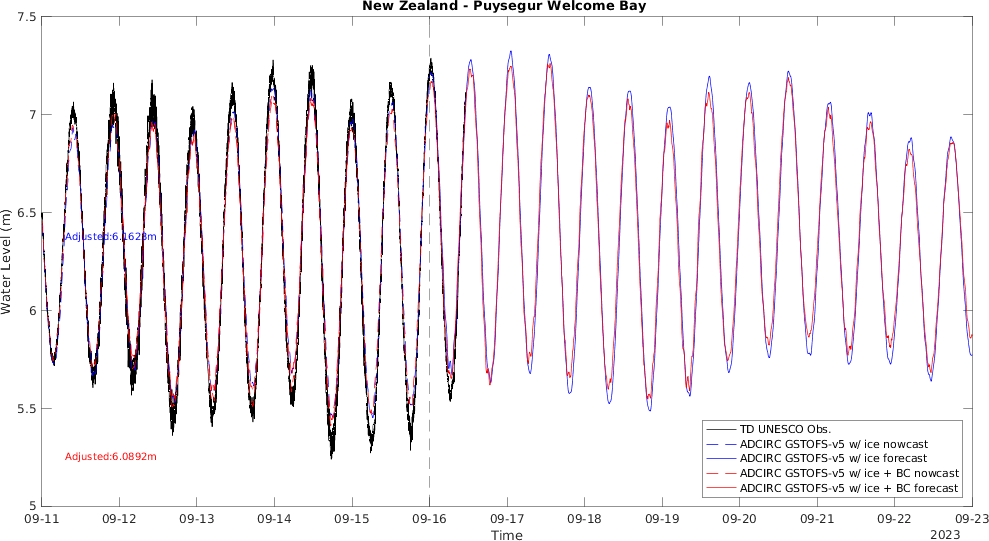 New Zealand - Puysegur Welcome Bay
7.5
7
6.5
6
5.5
5
Water Level (m)
Adjusted:6.1623m
Adjusted:6.0892m
TD UNESCO Obs.
ADCIRC GSTOFS-v5 w/ ice nowcast
ADCIRC GSTOFS-v5 w/ ice forecast
ADCIRC GSTOFS-v5 w/ ice + BC nowcast
ADCIRC GSTOFS-v5 w/ ice + BC forecast
09-11 09-12 09-13 09-14 09-15 09-16 09-17 09-18 09-19 09-20 09-21 09-22 09-23
Time
2023